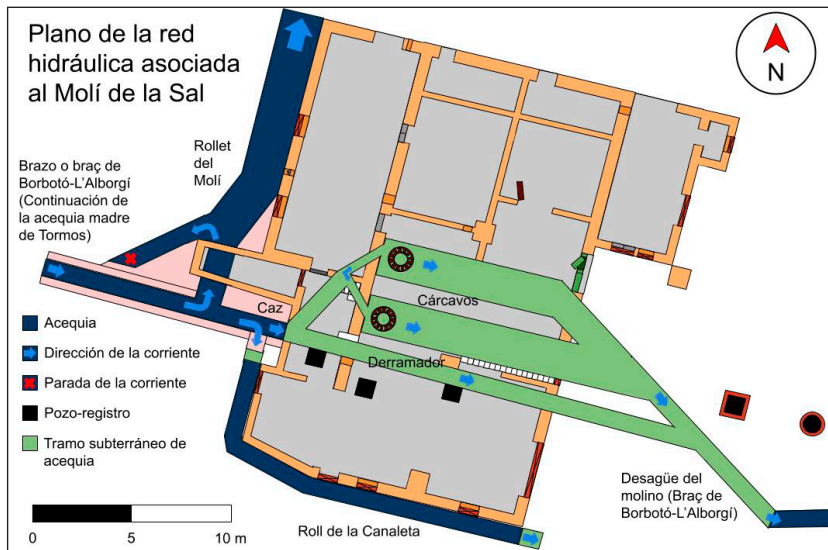 Plano de la red
hidráulica asociada
al Molí de la Sal
N
Rollet
del
Molí
Brazo o braç de
Borbotó-L'Alborgí
(Continuación de
la acequia madre
de Tormos)
Caz
Cárcavos
Derramador
Acequia
Dirección de la corriente
Parada de la corriente
Pozo-registro
Tramo subterráneo de
acequia
0 5 10 m
Roll de la Canaleta
Desagüe del
molino (Braç de
Borbotó-L'Alborgí)